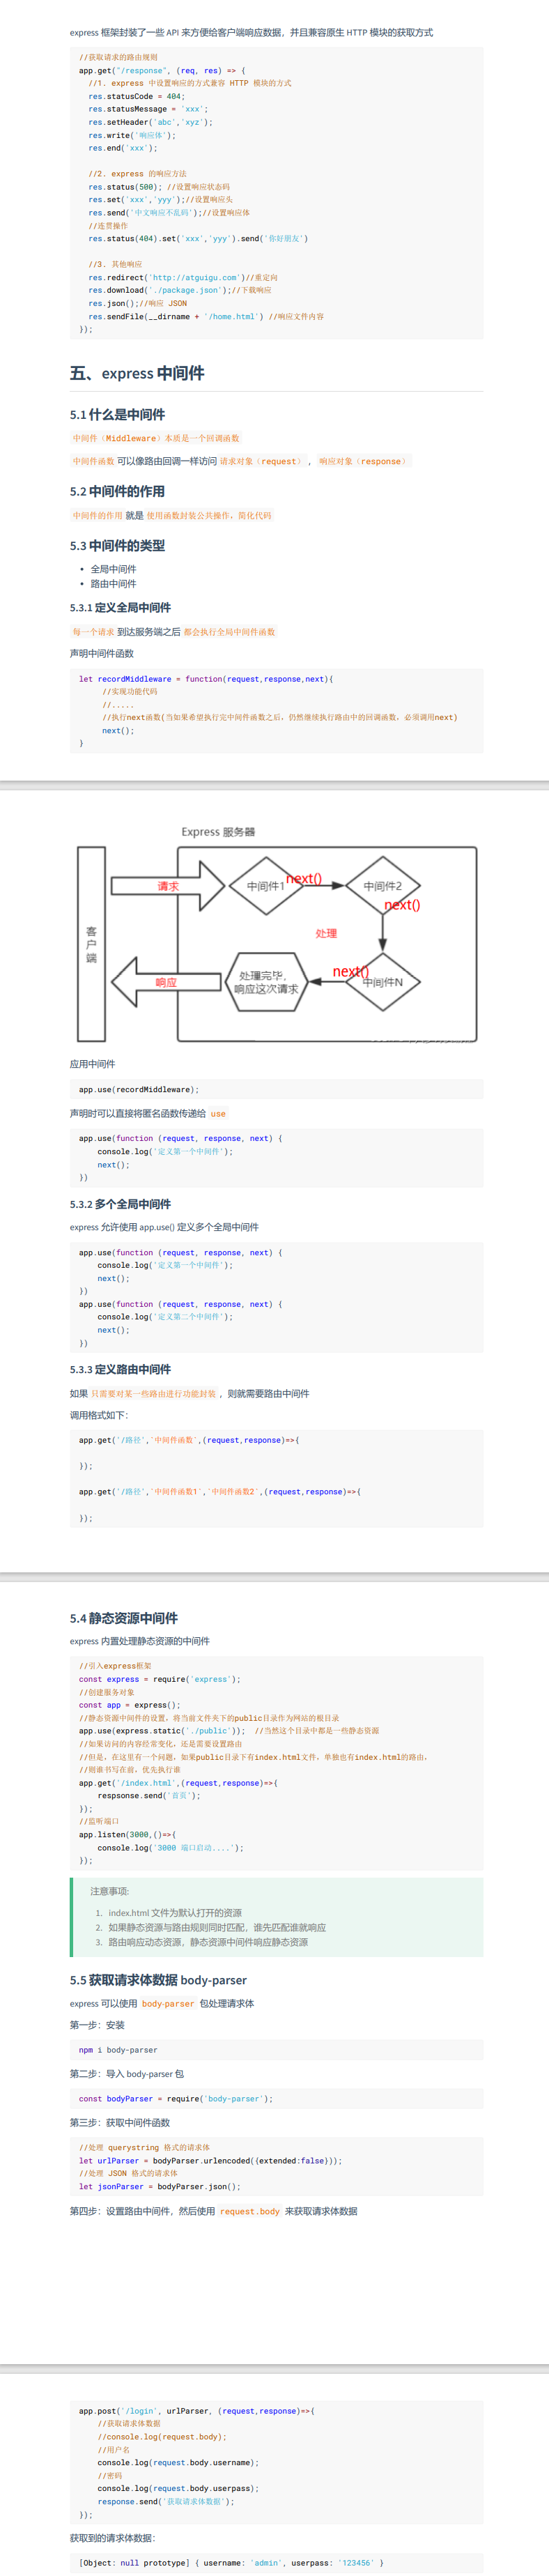 express 框架封装了一些 API 来方便给客户端响应数据，并且兼容原生 HTTP 模块的获取方式
//获取请求的路由规则
app.get("/response", (req, res) => {
//1. express 中设置响应的方式兼容 HTTP 模块的方式
res.statusCode = 404;
res.statusMessage = 'xxx';
res.setHeader('abc','xyz');
res.write('响应体');
res.end('xxx');
//2. express 的响应方法
res.status(500); //设置响应状态码
res.set('xxx','yyy');//设置响应头
res.send('中文响应不乱码');//设置响应体
//连贯操作
res.status(404).set('xxx','yyy').send('你好朋友')
//3. 其他响应
res.redirect('http://atguigu.com')//重定向
res.download('./package.json');//下载响应
res.json();//响应 JSON
res.sendFile(__dirname + '/home.html') //响应文件内容
});
五、express 中间件
5.1 什么是中间件
中间件（Middleware）本质是一个回调函数
中间件函数 可以像路由回调一样访问 请求对象（request） ， 响应对象（response）
5.2 中间件的作用
中间件的作用 就是 使用函数封装公共操作，简化代码
5.3 中间件的类型
• 全局中间件
• 路由中间件
5.3.1 定义全局中间件
每一个请求 到达服务端之后 都会执行全局中间件函数
声明中间件函数
let recordMiddleware = function(request,response,next){
//实现功能代码
//.....
//执行next函数(当如果希望执行完中间件函数之后，仍然继续执行路由中的回调函数，必须调用next)
next();
}
Express 服务器
客户端
请求
中间件1
next()
中间件2
next()
处理
响应
处理完毕，
响应这次请求
next()
中间件N
应用中间件
app.use(recordMiddleware);
声明时可以直接将匿名函数传递给 use
app.use(function (request, response, next) {
console.log('定义第一个中间件');
next();
})
5.3.2 多个全局中间件
express 允许使用 app.use() 定义多个全局中间件
app.use(function (request, response, next) {
console.log('定义第一个中间件');
next();
})
app.use(function (request, response, next) {
console.log('定义第二个中间件');
next();
})
5.3.3 定义路由中间件
如果 只需要对某一些路由进行功能封装 ，则就需要路由中间件
调用格式如下：
app.get('/路径',`中间件函数`,(request,response)=>{
});
app.get('/路径',`中间件函数1`,`中间件函数2`,(request,response)=>{
});
5.4 静态资源中间件
express 内置处理静态资源的中间件
//引入express框架
const express = require('express');
//创建服务对象
const app = express();
//静态资源中间件的设置，将当前文件夹下的public目录作为网站的根目录
app.use(express.static('./public')); //当然这个目录中都是一些静态资源
//如果访问的内容经常变化，还是需要设置路由
//但是，在这里有一个问题，如果public目录下有index.html文件，单独也有index.html的路由，
//则谁书写在前，优先执行谁
app.get('/index.html',(request,response)=>{
respsonse.send('首页');
});
//监听端口
app.listen(3000,()=>{
console.log('3000 端口启动....');
});
注意事项:
1. index.html 文件为默认打开的资源
2. 如果静态资源与路由规则同时匹配，谁先匹配谁就响应
3. 路由响应动态资源，静态资源中间件响应静态资源
5.5 获取请求体数据 body-parser
express 可以使用 body-parser 包处理请求体
第一步：安装
npm i body-parser
第二步：导入 body-parser 包
const bodyParser = require('body-parser');
第三步：获取中间件函数
//处理 querystring 格式的请求体
let urlParser = bodyParser.urlencoded({extended:false}));
//处理 JSON 格式的请求体
let jsonParser = bodyParser.json();
第四步：设置路由中间件，然后使用 request.body 来获取请求体数据
app.post('/login', urlParser, (request,response)=>{
//获取请求体数据
//console.log(request.body);
//用户名
console.log(request.body.username);
//密码
console.log(request.body.userpass);
response.send('获取请求体数据');
});
获取到的请求体数据：
[Object: null prototype] { username: 'admin', userpass: '123456' }